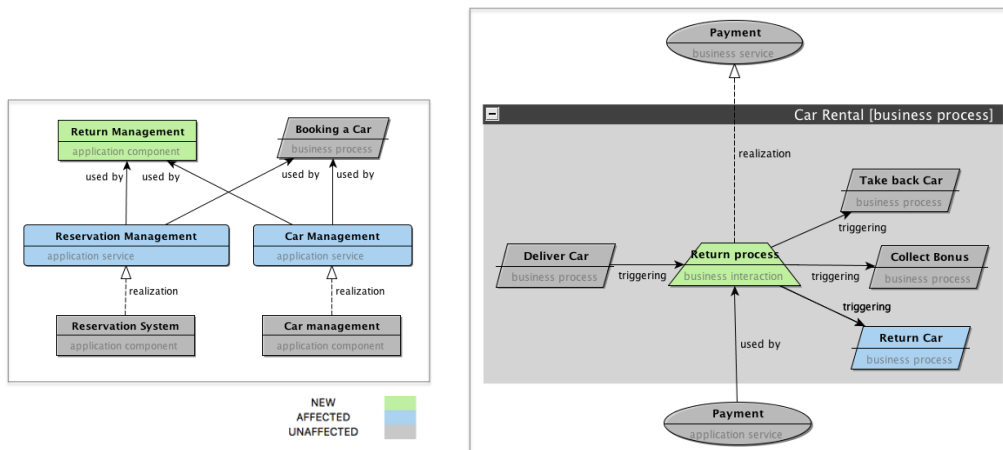 Return Management
application component
Booking a Car
business process
used by
used by
used by
used by
Reservation Management
application service
Car Management
application service
realization
realization
Reservation System
application component
Car management
application component
NEW
AFFECTED
UNAFFECTED
Payment
business service
Car Rental [business process]
realization
Take back Car
business process
triggering
Deliver Car
business process
triggering
Return process
business interaction
triggering
Collect Bonus
business process
triggering
Return Car
business process
used by
Payment
application service